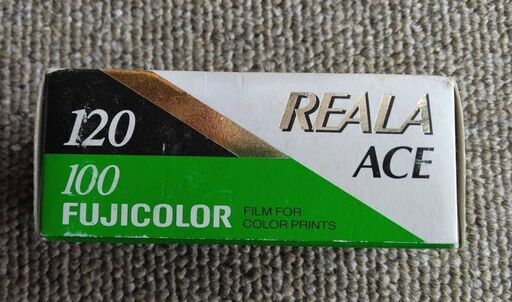 120
REALA
ACE
100
FUJICOLOR
FILM FOR
COLOR PRINTS